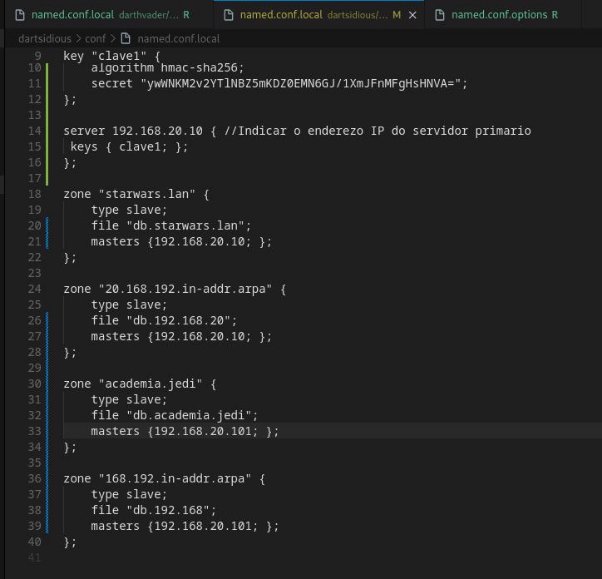 named.conf.local darthvader/... R named.conf.local dartsidious/... M named.conf.options R
dartsidious > conf > named.conf.local
9 key "clave1" {
10 algorithm hmac-sha256;
11 secret "ywWNKM2v2YTlNBZ5mKDZ0EMN6GJ/1XmJFnMFgHsHNVA=";
12 };
13
14 server 192.168.20.10 { //Indicar o enderezo IP do servidor primario
15 keys { clave1; };
16 };
17
18 zone "starwars.lan" {
19 type slave;
20 file "db.starwars.lan";
21 masters {192.168.20.10; };
22 };
23
24 zone "20.168.192.in-addr.arpa" {
25 type slave;
26 file "db.192.168.20";
27 masters {192.168.20.10; };
28 };
29
30 zone "academia.jedi" {
31 type slave;
32 file "db.academia.jedi";
33 masters {192.168.20.101; };
34 };
35
36 zone "168.192.in-addr.arpa" {
37 type slave;
38 file "db.192.168";
39 masters {192.168.20.101; };
40 };
41